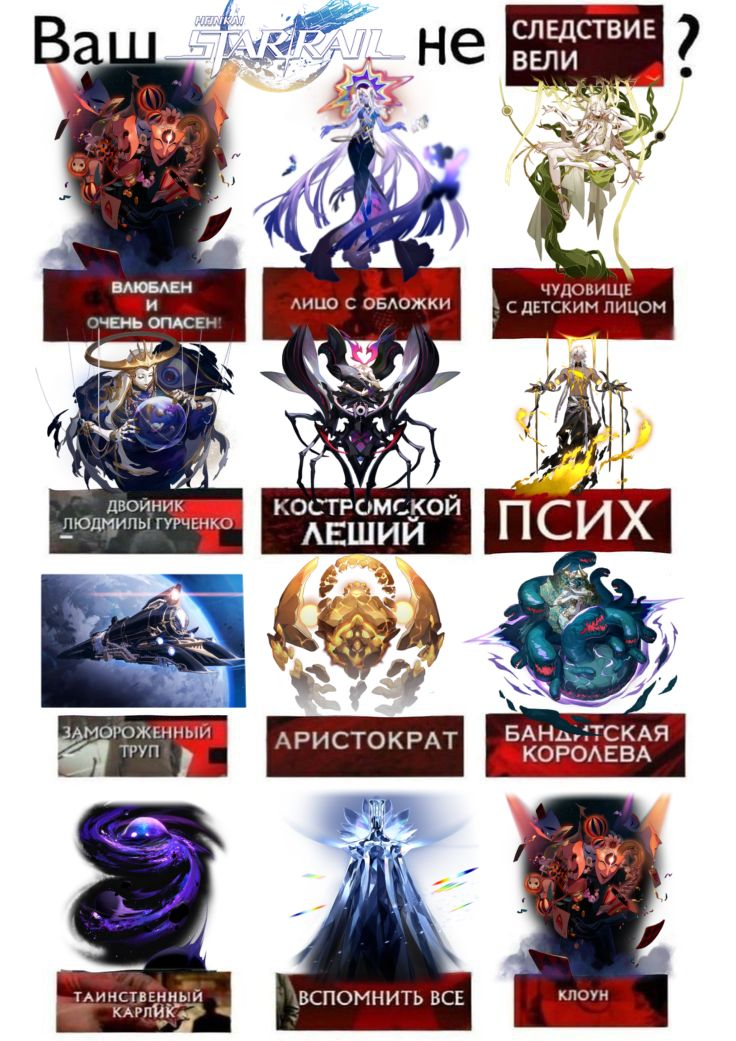 Ваш HONKAI STAR RAIL не СЛЕДСТВИЕ ВЕЛИ ?
ВЛЮБЛЕН
И
ОЧЕНЬ ОПАСЕН!
ЛИЦО С ОБЛОЖКИ
ЧУДОВИЩЕ
С ДЕТСКИМ ЛИЦОМ
ДВОЙНИК
ЛЮДМИЛЫ ГУРЧЕНКО
КОСТРОМСКОЙ
ЛЕШИЙ
ПСИХ
ЗАМОРОЖЕННЫЙ
ТРУП
АРИСТОКРАТ
БАНДИТСКАЯ
КОРОЛЕВА
ТАИНСТВЕННЫЙ
КАРЛИК
ВСПОМНИТЬ ВСЕ
КЛОУН